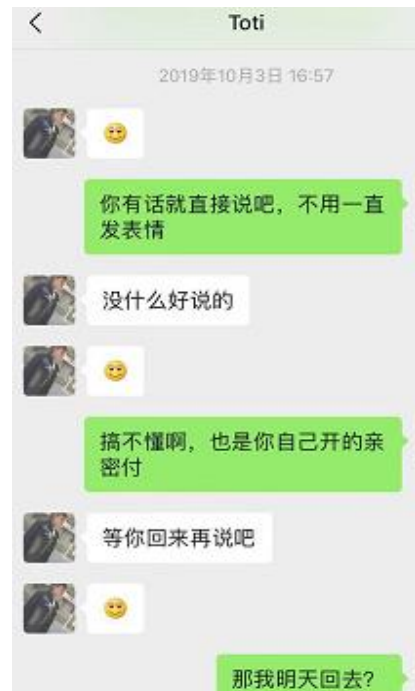 Toti
2019年10月3日 16:57
你有话就直接说吧，不用一直
发表情
没什么好说的
搞不懂啊，也是你自己开的亲
密付
等你回来再说吧
那我明天回去？